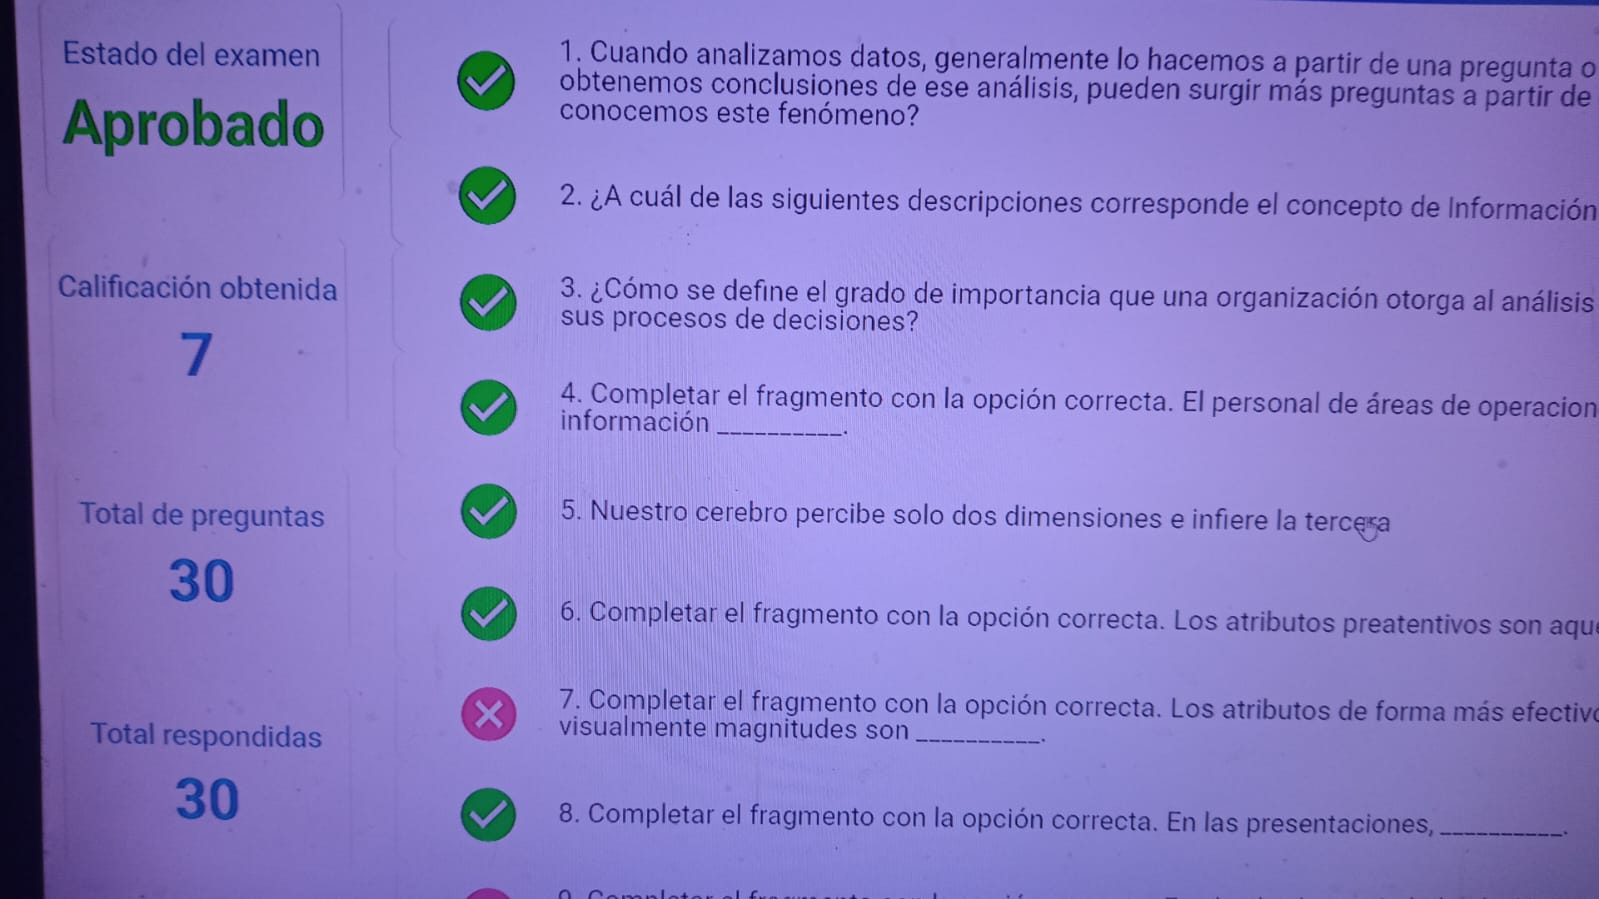 Estado del examen
Aprobado
Calificación obtenida
7
Total de preguntas
30
Total respondidas
30
1. Cuando analizamos datos, generalmente lo hacemos a partir de una pregunta o
obtenemos conclusiones de ese análisis, pueden surgir más preguntas a partir de
conocemos este fenómeno?
2. ¿A cuál de las siguientes descripciones corresponde el concepto de Información
3. ¿Cómo se define el grado de importancia que una organización otorga al análisis
sus procesos de decisiones?
4. Completar el fragmento con la opción correcta. El personal de áreas de operacion
información __________.
5. Nuestro cerebro percibe solo dos dimensiones e infiere la tercera
6. Completar el fragmento con la opción correcta. Los atributos preatentivos son aque
7. Completar el fragmento con la opción correcta. Los atributos de forma más efectivo
visualmente magnitudes son __________.
8. Completar el fragmento con la opción correcta. En las presentaciones, __________.